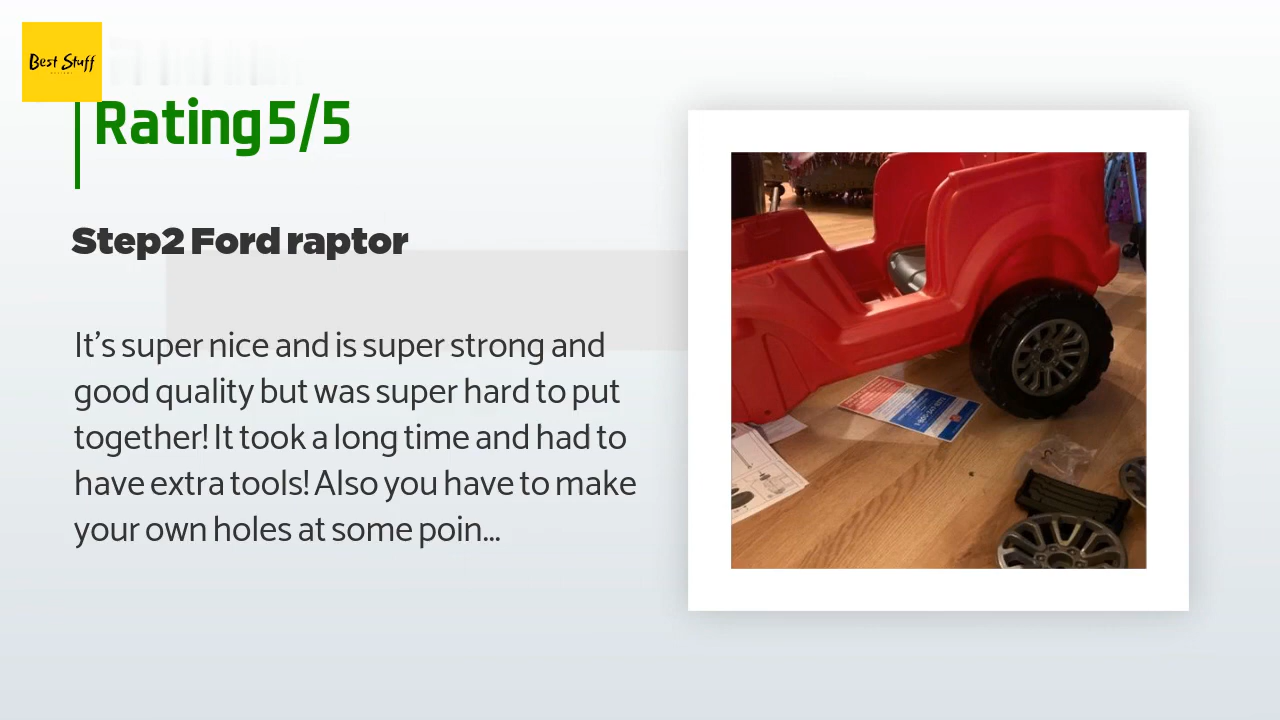 Best Stuff
Rating 5/5
Step2 Ford raptor
It's super nice and is super strong and
good quality but was super hard to put
together! It took a long time and had to
have extra tools! Also you have to make
your own holes at some poin...